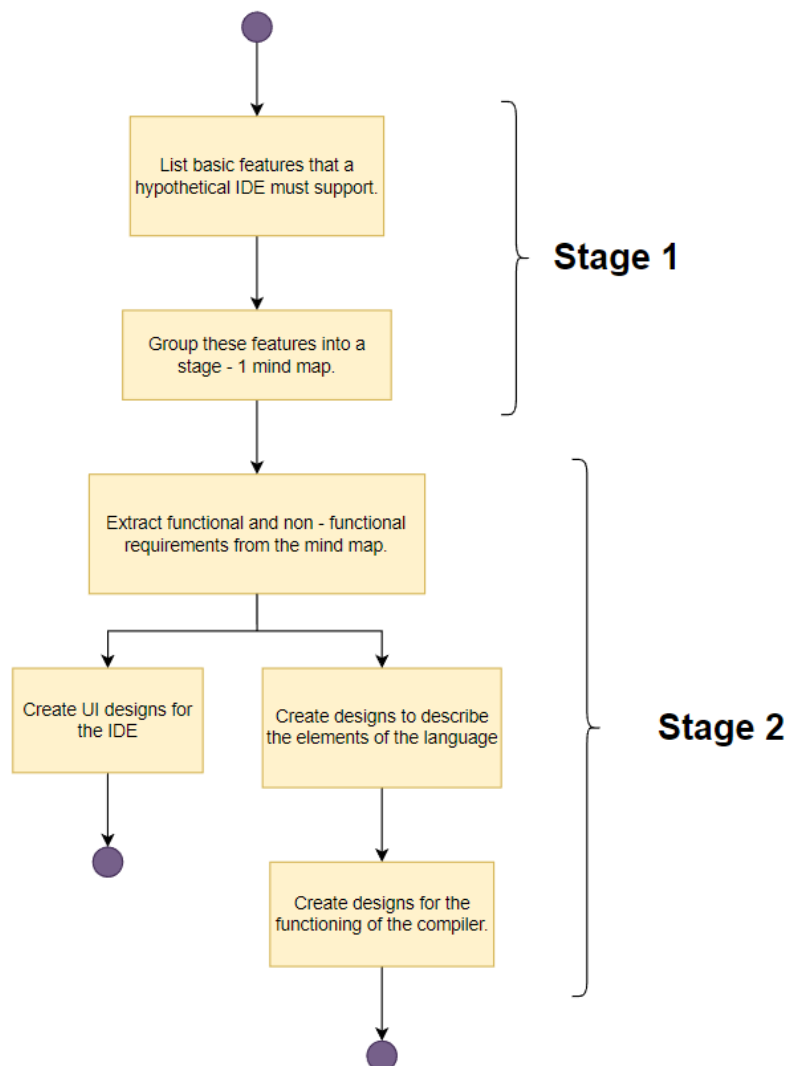 List basic features that a
hypothetical IDE must support.
Stage 1
Group these features into a
stage - 1 mind map.
Extract functional and non - functional
requirements from the mind map.
Create UI designs for
the IDE
Create designs to describe
the elements of the language
Stage 2
Create designs for the
functioning of the compiler.